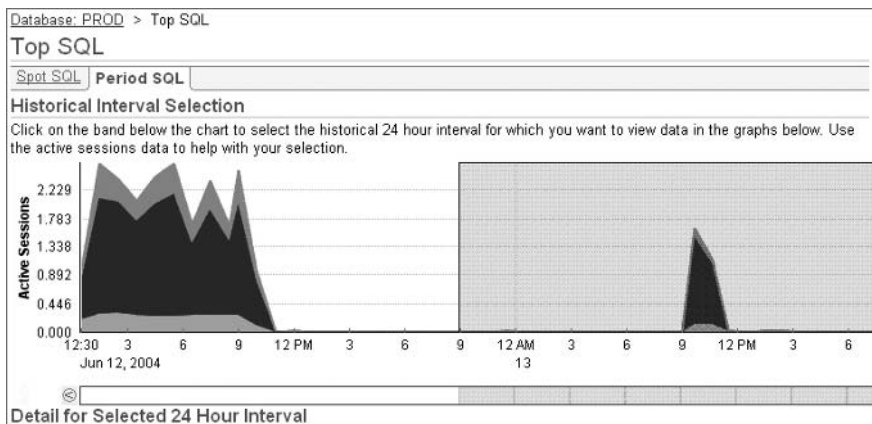 Database: PROD > Top SQL
Top SQL
Spot SQL Period SQL
Historical Interval Selection
Click on the band below the chart to select the historical 24 hour interval for which you want to view data in the graphs below. Use
the active sessions data to help with your selection.
Active Sessions
2.229
1.783
1.338
0.892
0.446
0.000
12:30 3 6 9 12 PM 3 6 9 12 AM 3 6 9 12 PM 3 6
Jun 12, 2004 13
Detail for Selected 24 Hour Interval